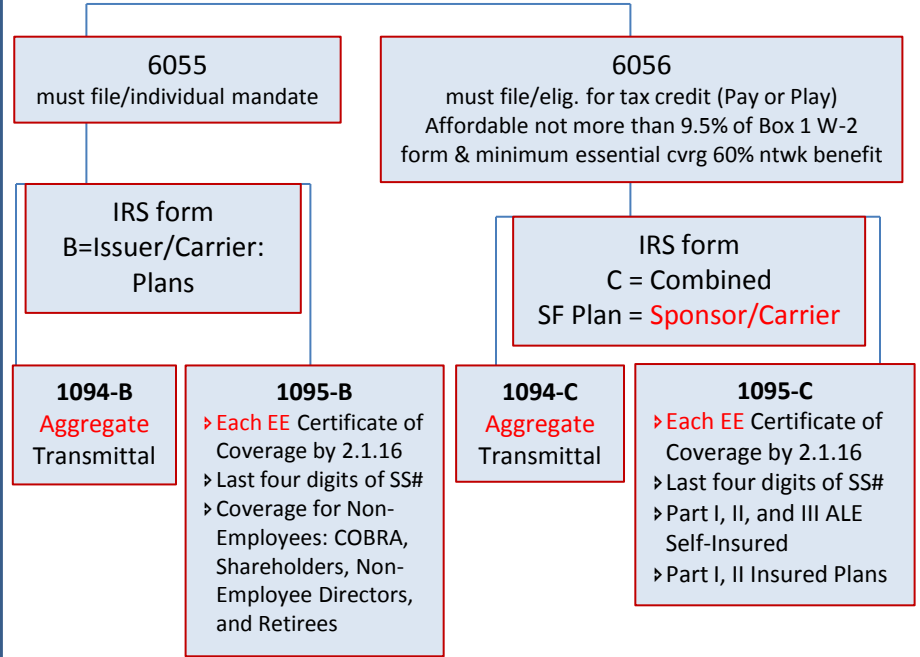 6055
must file/individual mandate
6056
must file/elig. for tax credit (Pay or Play)
Affordable not more than 9.5% of Box 1 W-2
form & minimum essential cvrg 60% ntwk benefit
IRS form
B=Issuer/Carrier:
Plans
IRS form
C = Combined
SF Plan = Sponsor/Carrier
1094-B
Aggregate
Transmittal
1095-B
Each EE Certificate of
Coverage by 2.1.16
Last four digits of SS#
Coverage for Non-
Employees: COBRA,
Shareholders, Non-
Employee Directors,
and Retirees
1094-C
Aggregate
Transmittal
1095-C
Each EE Certificate of
Coverage by 2.1.16
Last four digits of SS#
Part I, II, and III ALE
Self-Insured
Part I, II Insured Plans